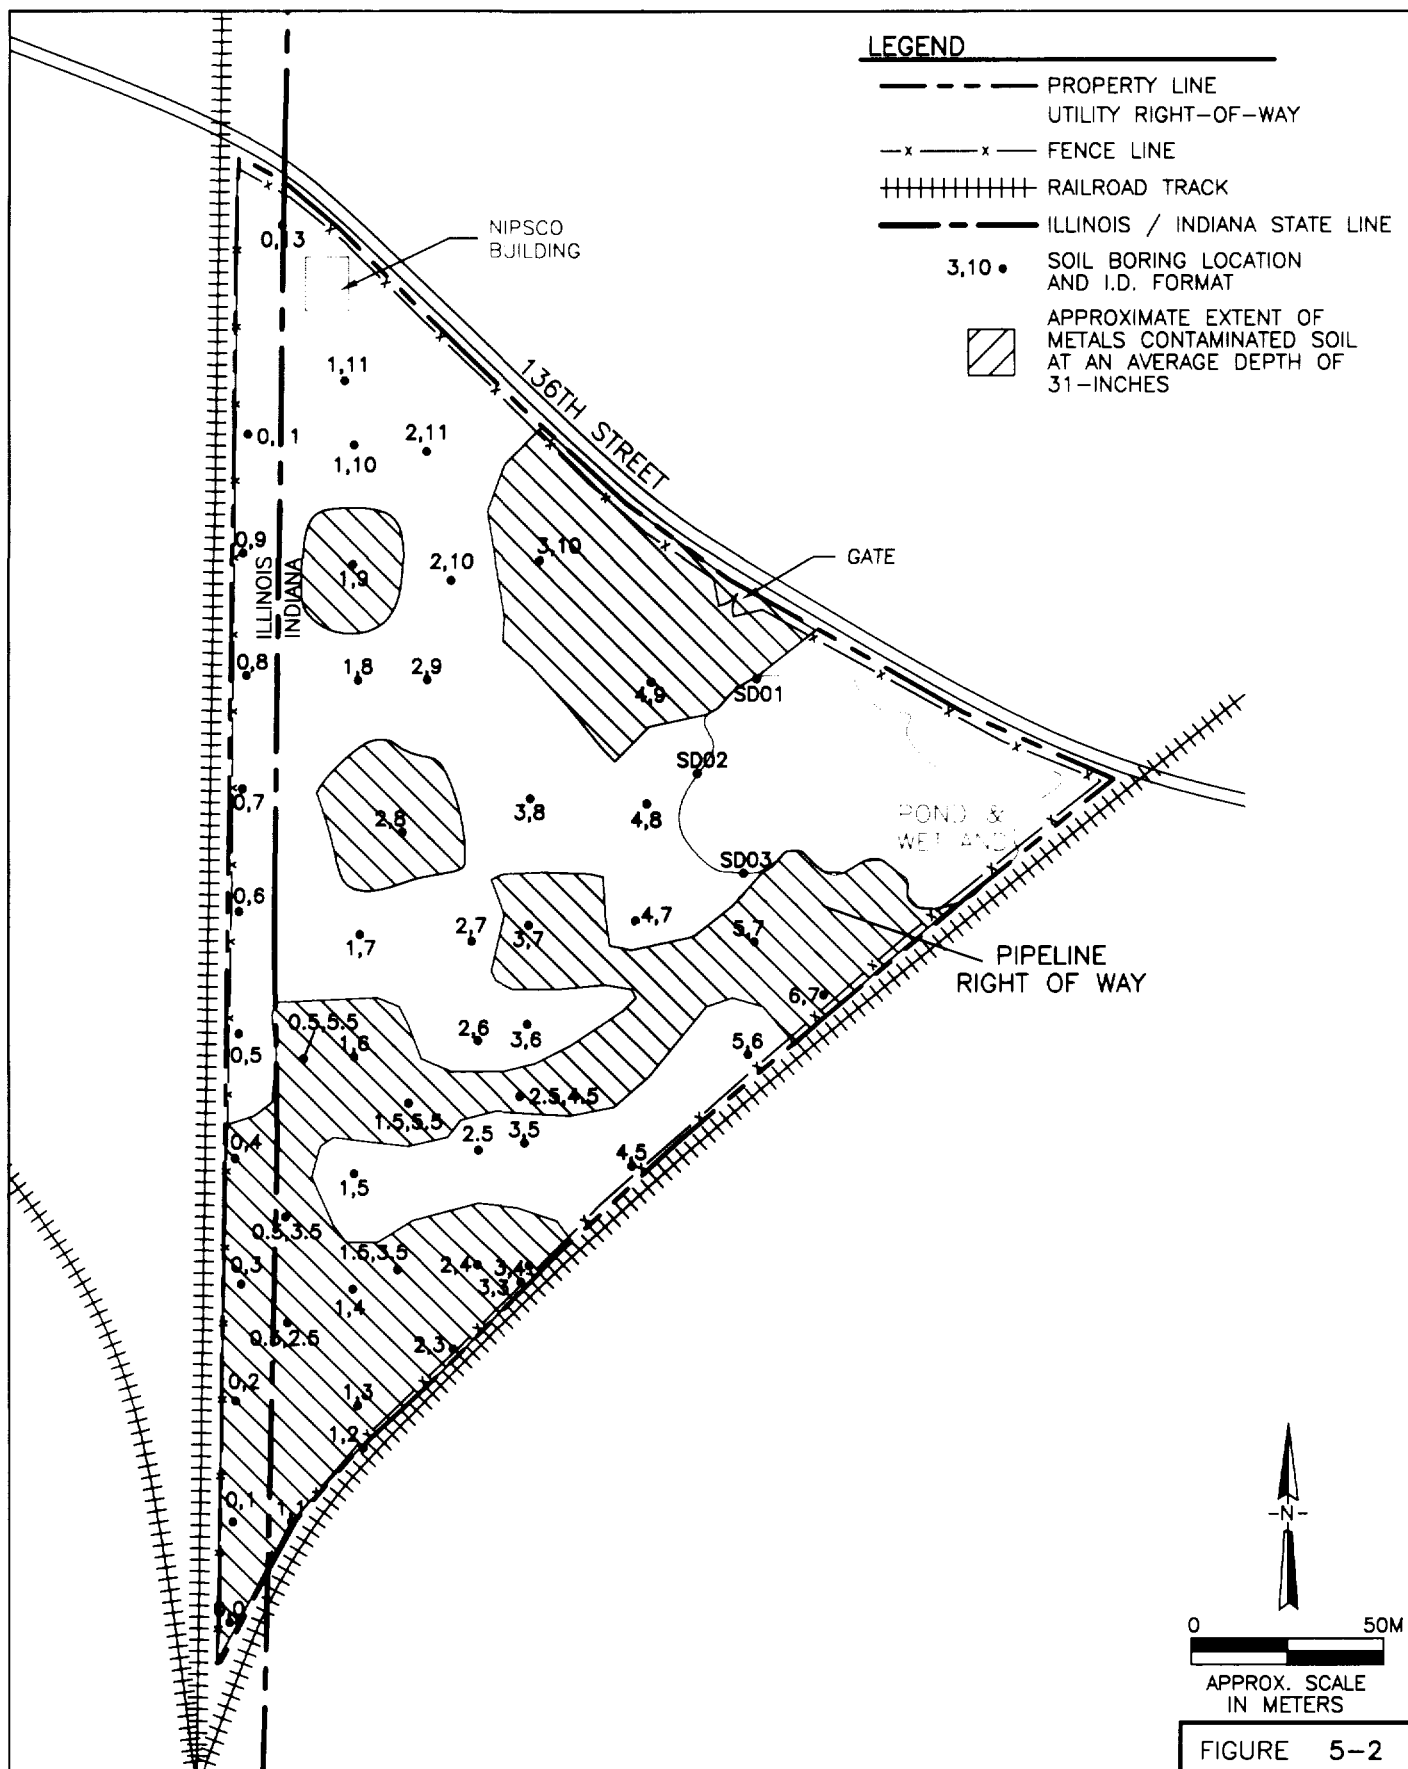 LEGEND
PROPERTY LINE
UTILITY RIGHT-OF-WAY
FENCE LINE
RAILROAD TRACK
ILLINOIS / INDIANA STATE LINE
3,10
SOIL BORING LOCATION
AND I.D. FORMAT
APPROXIMATE EXTENT OF
METALS CONTAMINATED SOIL
AT AN AVERAGE DEPTH OF
31-INCHES
NIPSCO
BUILDING
136TH STREET
GATE
ILLINOIS
INDIANA
1,11
2,11
1,10
0,9
1,9
2,10
3,10
0,8
1,8
2,9
4,9
SD01
SD02
0,7
2,8
3,8
4,8
POND &
WETLAND
SD03
0,6
1,7
2,7
3,7
4,7
5,7
PIPELINE
RIGHT OF WAY
6,7
0.5,5.5
0,5
1,6
2,6
3,6
5,6
1.5,5.5
2.5,4.5
0,4
2.5
3,5
4,5
1,5
0.5,3.5
0,3
1.5,3.5
2,4
3,4
3,3
1,4
0.5,2.5
2,3
0,2
1,3
1,2
0,1
1,1
-N-
0 50M
APPROX. SCALE
IN METERS
FIGURE 5-2